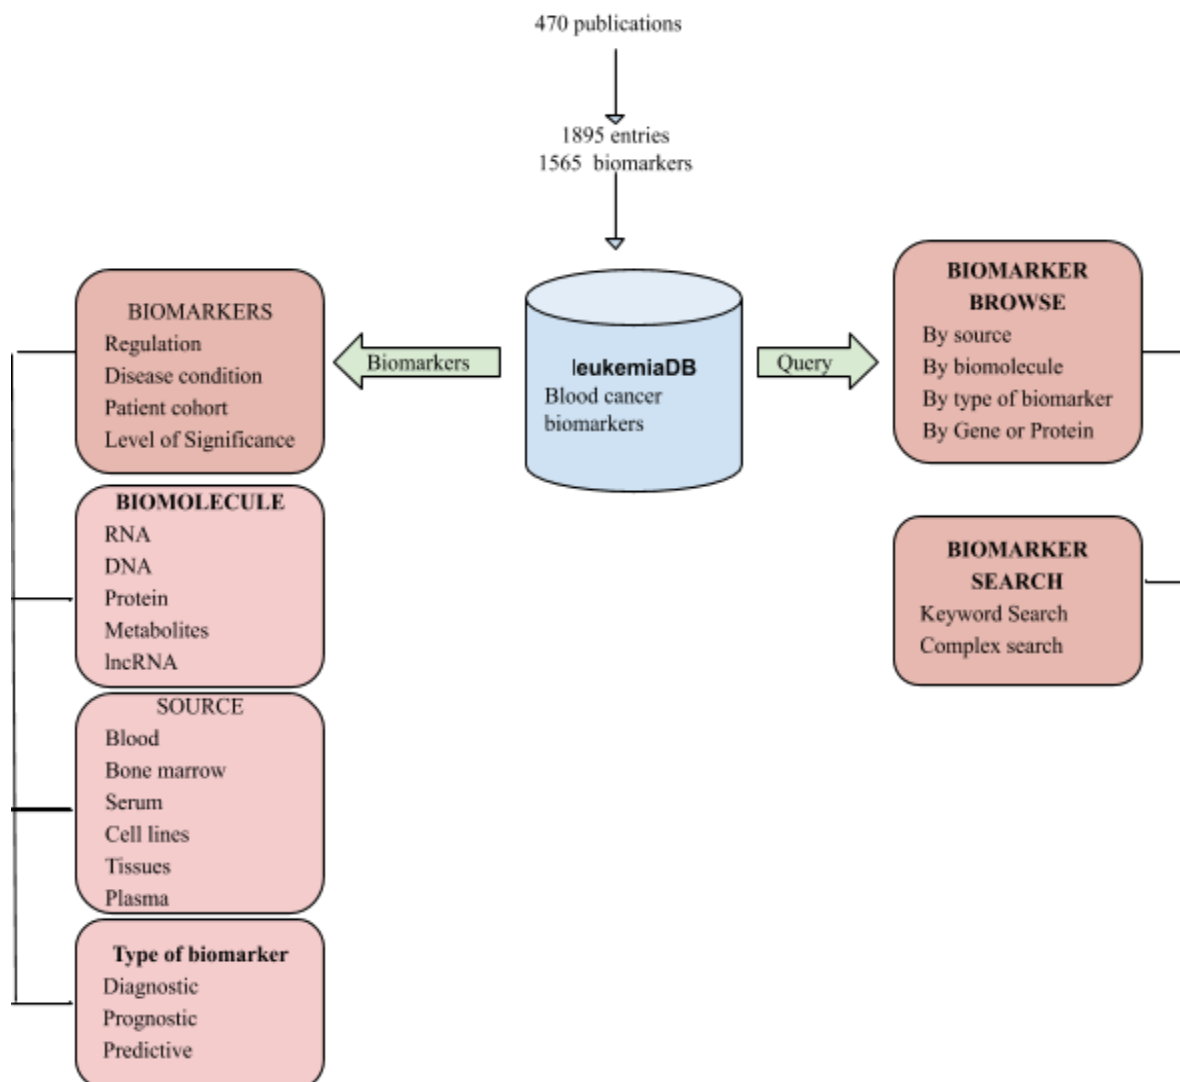 470 publications
1895 entries
1565 biomarkers
BIOMARKERS
Regulation
Disease condition
Patient cohort
Level of Significance
Biomarkers
leukemiaDB
Blood cancer
biomarkers
Query
BIOMARKER
BROWSE
By source
By biomolecule
By type of biomarker
By Gene or Protein
BIOMOLECULE
RNA
DNA
Protein
Metabolites
lncRNA
BIOMARKER
SEARCH
Keyword Search
Complex search
SOURCE
Blood
Bone marrow
Serum
Cell lines
Tissues
Plasma
Type of biomarker
Diagnostic
Prognostic
Predictive